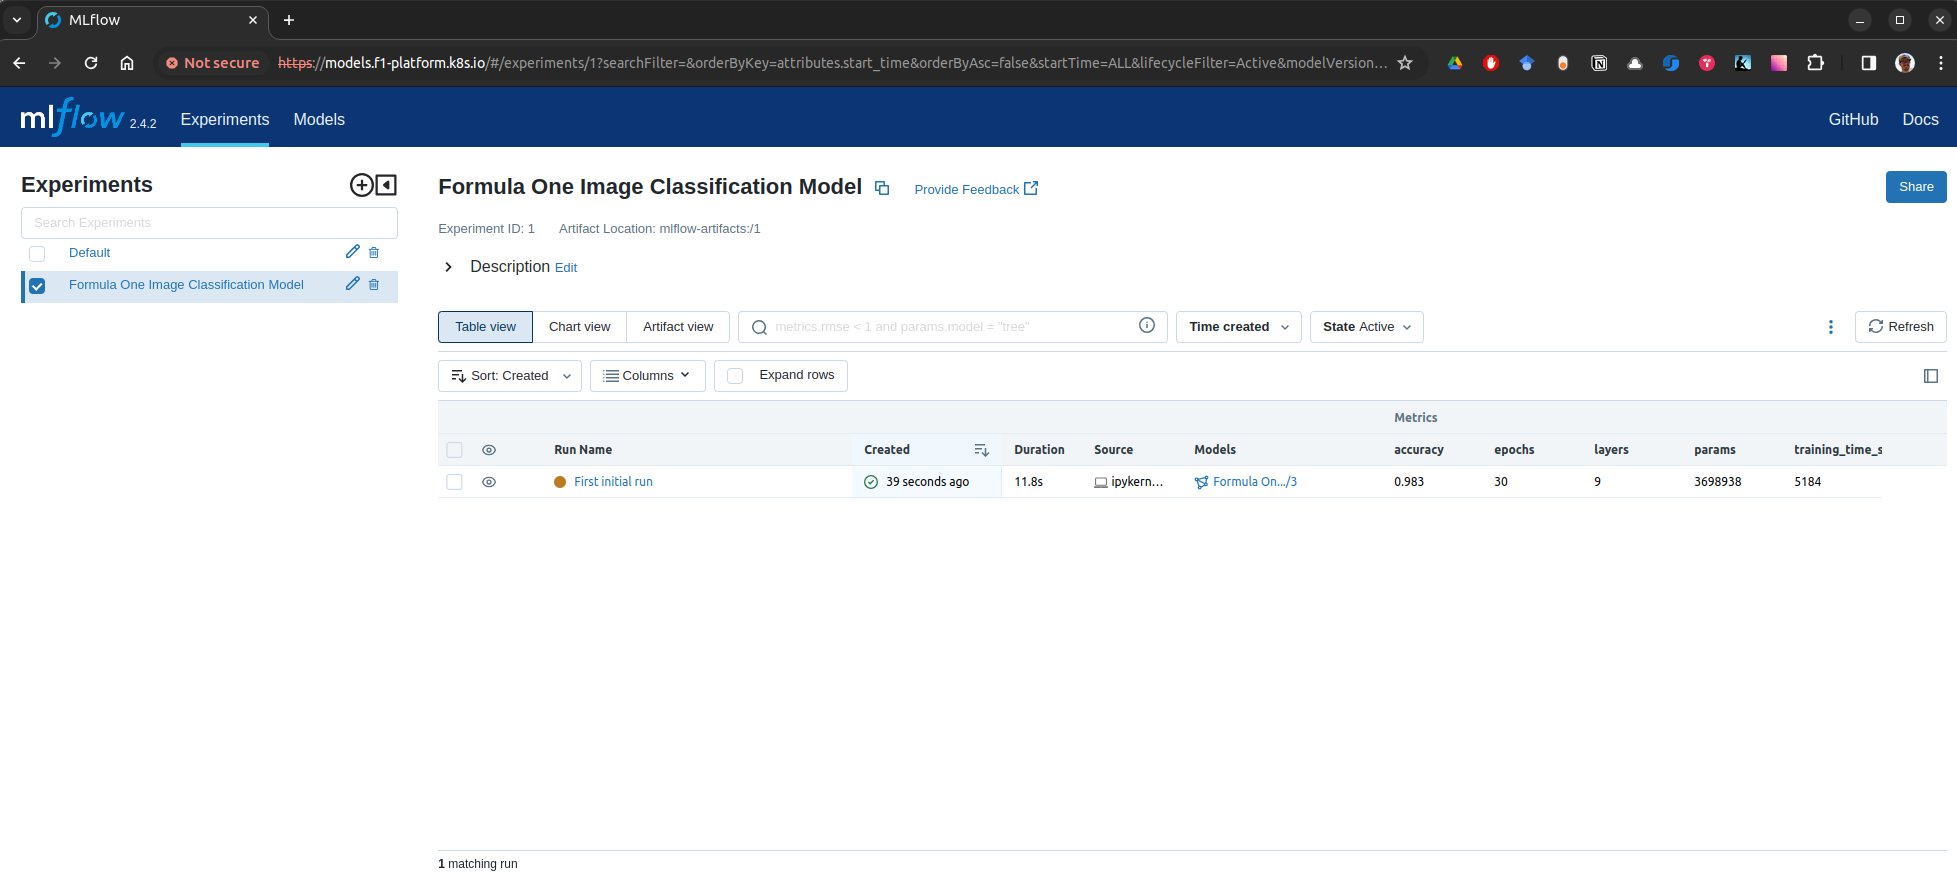 MLflow
Not secure https://models.f1-platform.k8s.io/#/experiments/1?searchFilter=&orderByKey=attributes.start_time&orderByAsc=false&startTime=ALL&lifecycleFilter=Active&modelVersion...
mlflow 2.4.2 Experiments Models GitHub Docs
Experiments
Search Experiments
Default
Formula One Image Classification Model
Formula One Image Classification Model Provide Feedback Share
Experiment ID: 1 Artifact Location: mlflow-artifacts:/1
Description Edit
Table view Chart view Artifact view metrics.rmse < 1 and params.model = "tree" Time created State Active Refresh
Sort: Created Columns Expand rows
Metrics
Run Name Created Duration Source Models accuracy epochs layers params training_time_s
First initial run 39 seconds ago 11.8s ipykern... Formula On.../3 0.983 30 9 3698938 5184
1 matching run